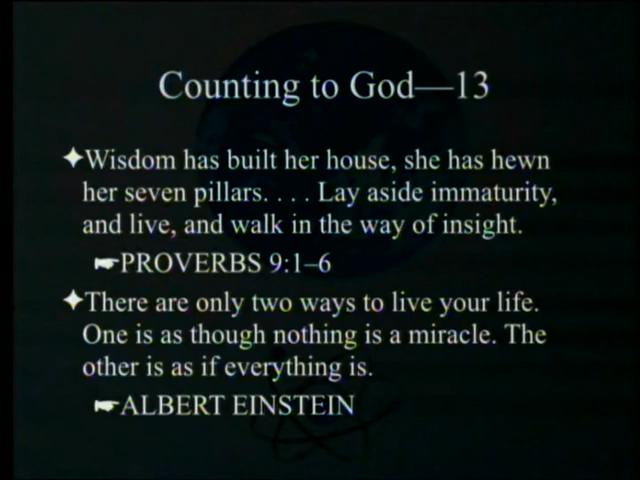 Counting to God—13
✦Wisdom has built her house, she has hewn
her seven pillars. . . . Lay aside immaturity,
and live, and walk in the way of insight.
☛PROVERBS 9:1–6
✦There are only two ways to live your life.
One is as though nothing is a miracle. The
other is as if everything is.
☛ALBERT EINSTEIN